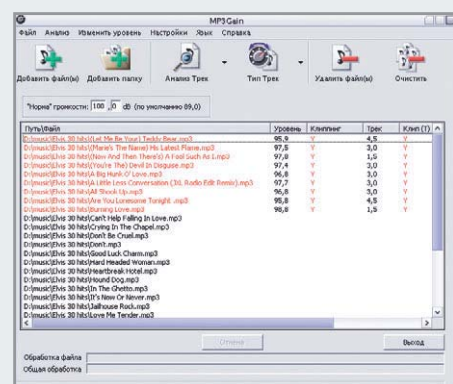 MP3Gain
Файл Анализ Изменить уровень Настройки Язык Справка
Добавить файл(ы) Добавить папку Анализ Трек Тип Трек Удалить файл(ы) Очистить
"Норма" громкости: 100 ,0 dB (по умолчанию 89,0)
Путь\Файл Уровень Клиппинг Трек Клип (Т)
D:\music\Elvis 30 hits\(Let Me Be Your) Teddy Bear.mp3 95,9 Y 4,5 Y
D:\music\Elvis 30 hits\(Marie's The Name) His Latest Flame.mp3 97,5 Y 3,0 Y
D:\music\Elvis 30 hits\(Now And Then There's) A Fool Such As I.mp3 97,8 Y 1,5 Y
D:\music\Elvis 30 hits\(You're The) Devil In Disguise.mp3 97,4 Y 3,0 Y
D:\music\Elvis 30 hits\A Big Hunk O' Love.mp3 96,8 Y 3,0 Y
D:\music\Elvis 30 hits\A Little Less Conversation (JXL Radio Edit Remix).mp3 97,7 Y 3,0 Y
D:\music\Elvis 30 hits\All Shook Up.mp3 96,8 Y 3,0 Y
D:\music\Elvis 30 hits\Are You Lonesome Tonight .mp3 95,8 Y 4,5 Y
D:\music\Elvis 30 hits\Burning Love.mp3 98,8 Y 1,5 Y
D:\music\Elvis 30 hits\Can't Help Falling In Love.mp3
D:\music\Elvis 30 hits\Crying In The Chapel.mp3
D:\music\Elvis 30 hits\Don't Be Cruel.mp3
D:\music\Elvis 30 hits\Don't.mp3
D:\music\Elvis 30 hits\Good Luck Charm.mp3
D:\music\Elvis 30 hits\Hard Headed Woman.mp3
D:\music\Elvis 30 hits\Heartbreak Hotel.mp3
D:\music\Elvis 30 hits\Hound Dog.mp3
D:\music\Elvis 30 hits\In The Ghetto.mp3
D:\music\Elvis 30 hits\It's Now Or Never.mp3
D:\music\Elvis 30 hits\Jailhouse Rock.mp3
D:\music\Elvis 30 hits\Love Me Tender.mp3
Отмена Выход
Обработка файла
Общая обработка